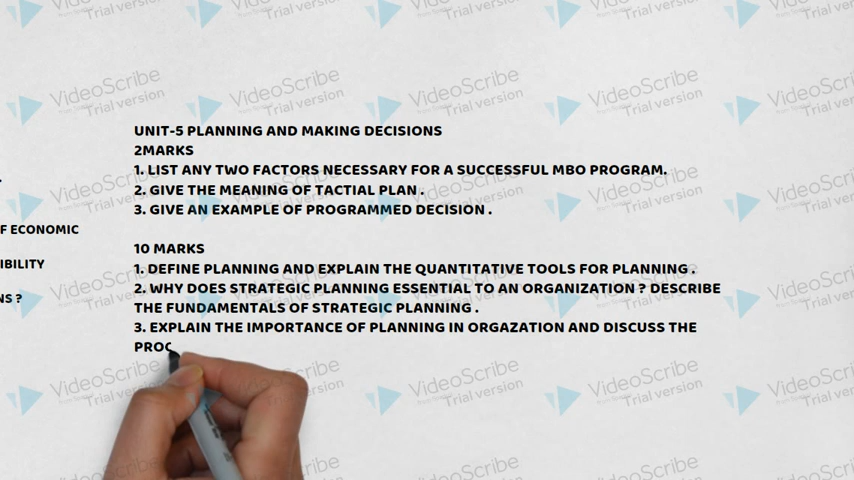 UNIT-5 PLANNING AND MAKING DECISIONS
2MARKS
1. LIST ANY TWO FACTORS NECESSARY FOR A SUCCESSFUL MBO PROGRAM.
2. GIVE THE MEANING OF TACTIAL PLAN .
3. GIVE AN EXAMPLE OF PROGRAMMED DECISION .
F ECONOMIC
10 MARKS
IBILITY
1. DEFINE PLANNING AND EXPLAIN THE QUANTITATIVE TOOLS FOR PLANNING .
2. WHY DOES STRATEGIC PLANNING ESSENTIAL TO AN ORGANIZATION ? DESCRIBE
NS ?
THE FUNDAMENTALS OF STRATEGIC PLANNING .
3. EXPLAIN THE IMPORTANCE OF PLANNING IN ORGAZATION AND DISCUSS THE
PROC
VideoScribe
Trial version